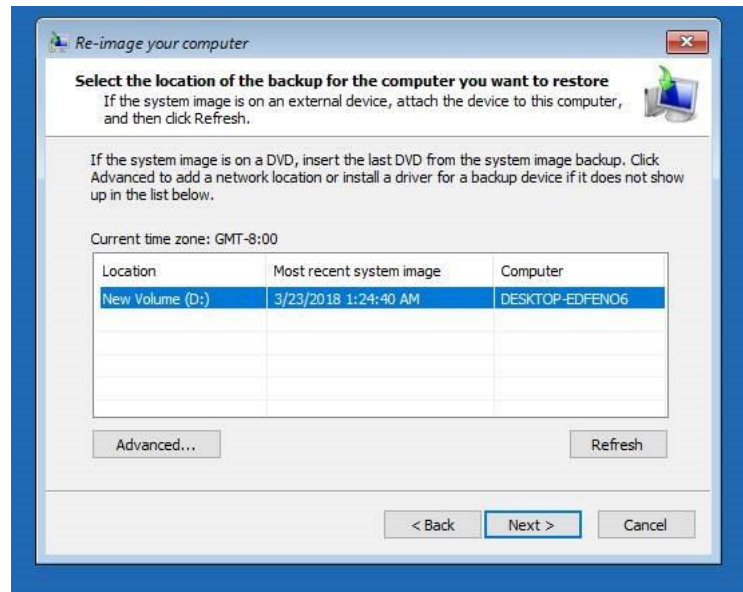 Re-image your computer
Select the location of the backup for the computer you want to restore
If the system image is on an external device, attach the device to this computer,
and then click Refresh.
If the system image is on a DVD, insert the last DVD from the system image backup. Click
Advanced to add a network location or install a driver for a backup device if it does not show
up in the list below.
Current time zone: GMT-8:00
Location Most recent system image Computer
New Volume (D:) 3/23/2018 1:24:40 AM DESKTOP-EDFENO6
Advanced... Refresh
< Back Next > Cancel